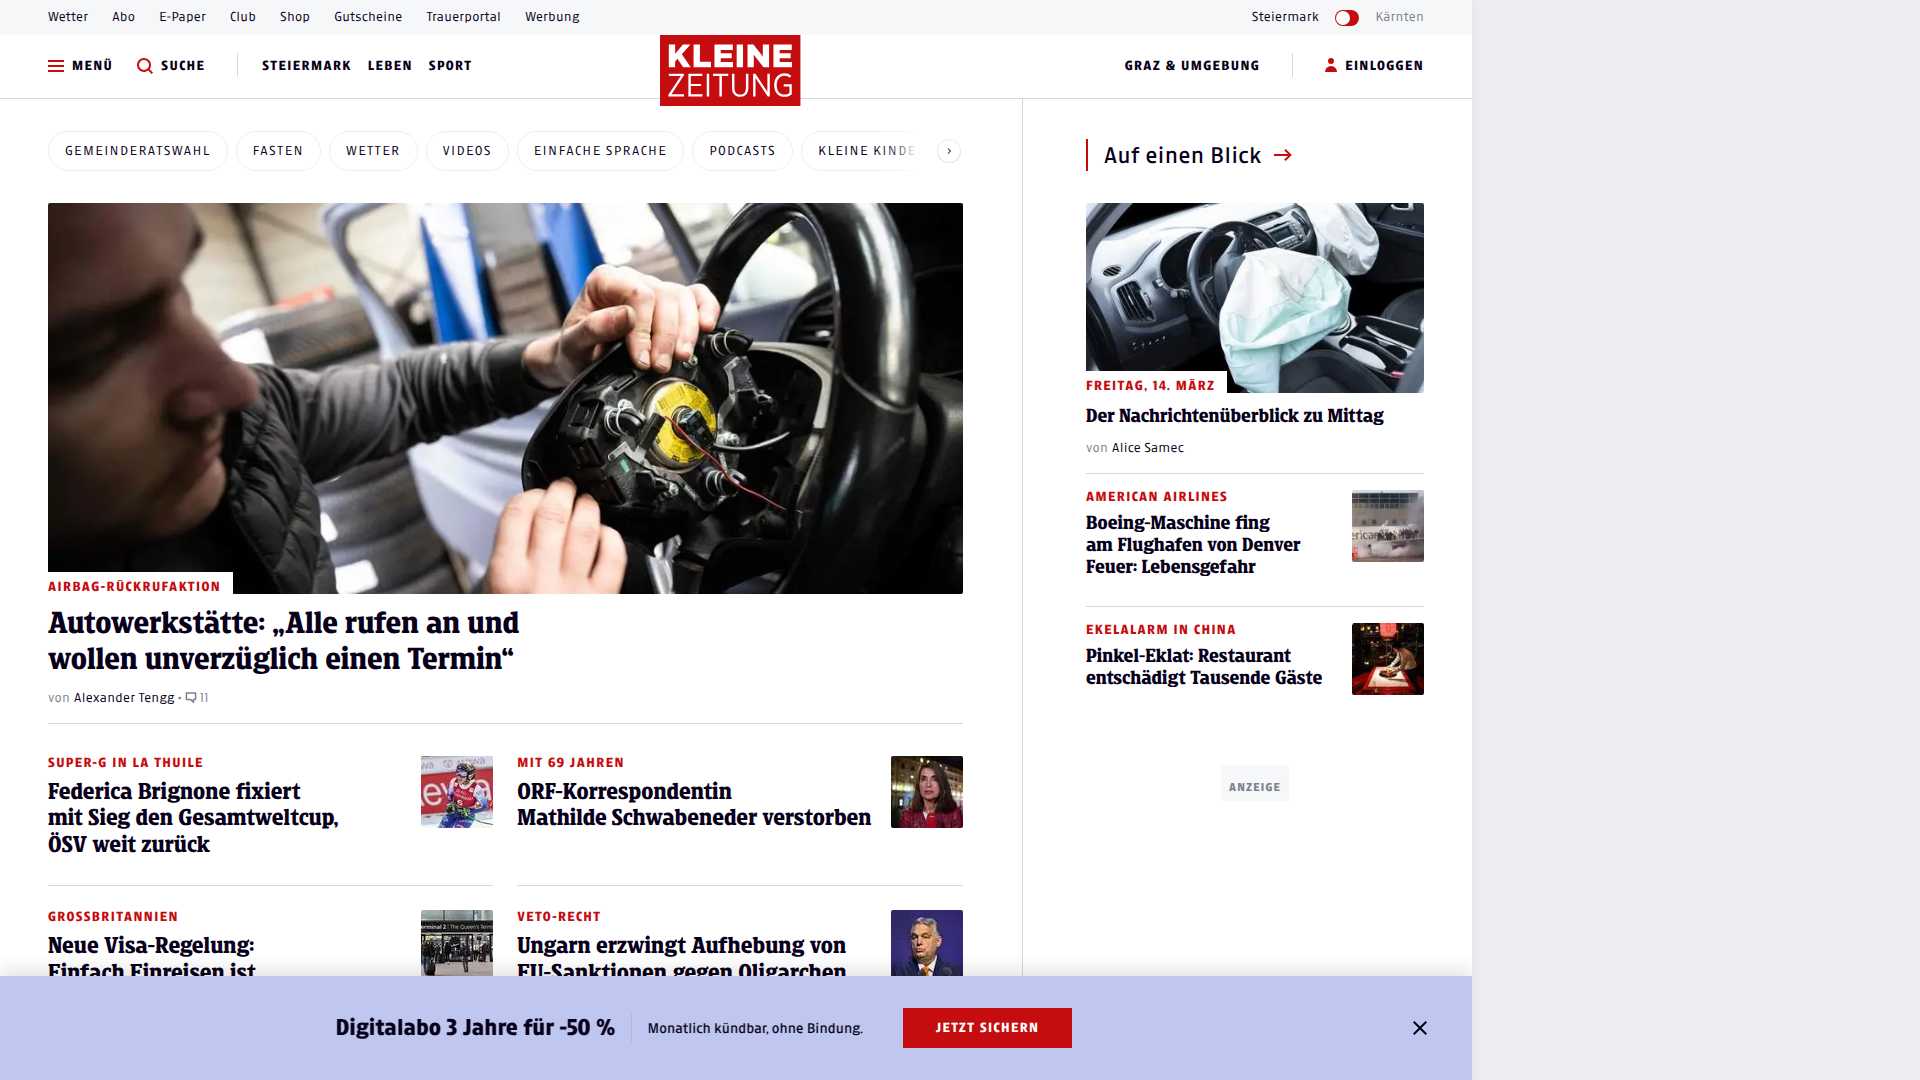 Wetter Abo E-Paper Club Shop Gutscheine Trauerportal Werbung
Steiermark Kärnten
MENÜ SUCHE STEIERMARK LEBEN SPORT
KLEINE
ZEITUNG
GRAZ & UMGEBUNG EINLOGGEN
GEMEINDERATSWAHL FASTEN WETTER VIDEOS EINFACHE SPRACHE PODCASTS KLEINE KINDE
AIRBAG-RÜCKRUFAKTION
Autowerkstätte: „Alle rufen an und
wollen unverzüglich einen Termin“
von Alexander Tengg • 11
SUPER-G IN LA THUILE
Federica Brignone fixiert
mit Sieg den Gesamtweltcup,
ÖSV weit zurück
MIT 69 JAHREN
ORF-Korrespondentin
Mathilde Schwabeneder verstorben
GROSSBRITANNIEN
Neue Visa-Regelung:
Einfach Einreisen ist
VETO-RECHT
Ungarn erzwingt Aufhebung von
EU-Sanktionen gegen Oligarchen
Auf einen Blick
FREITAG, 14. MÄRZ
Der Nachrichtenüberblick zu Mittag
von Alice Samec
AMERICAN AIRLINES
Boeing-Maschine fing
am Flughafen von Denver
Feuer: Lebensgefahr
EKELALARM IN CHINA
Pinkel-Eklat: Restaurant
entschädigt Tausende Gäste
ANZEIGE
Digitalabo 3 Jahre für -50 %
Monatlich kündbar, ohne Bindung.
JETZT SICHERN